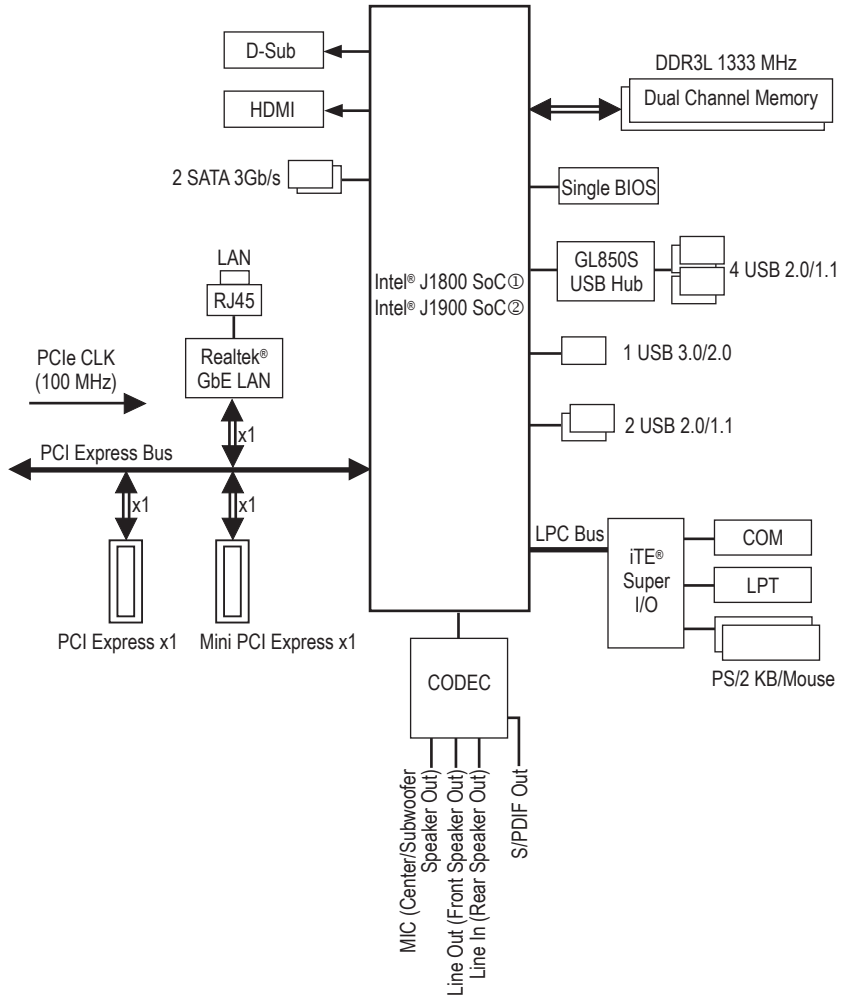 D-Sub
HDMI
2 SATA 3Gb/s
LAN
RJ45
Realtek®
GbE LAN
PCIe CLK
(100 MHz)
x1
PCI Express Bus
x1
x1
PCI Express x1
Mini PCI Express x1
Intel® J1800 SoC①
Intel® J1900 SoC②
DDR3L 1333 MHz
Dual Channel Memory
Single BIOS
GL850S
USB Hub
4 USB 2.0/1.1
1 USB 3.0/2.0
2 USB 2.0/1.1
LPC Bus
iTE®
Super
I/O
COM
LPT
PS/2 KB/Mouse
CODEC
MIC (Center/Subwoofer
Speaker Out)
Line Out (Front Speaker Out)
Line In (Rear Speaker Out)
S/PDIF Out